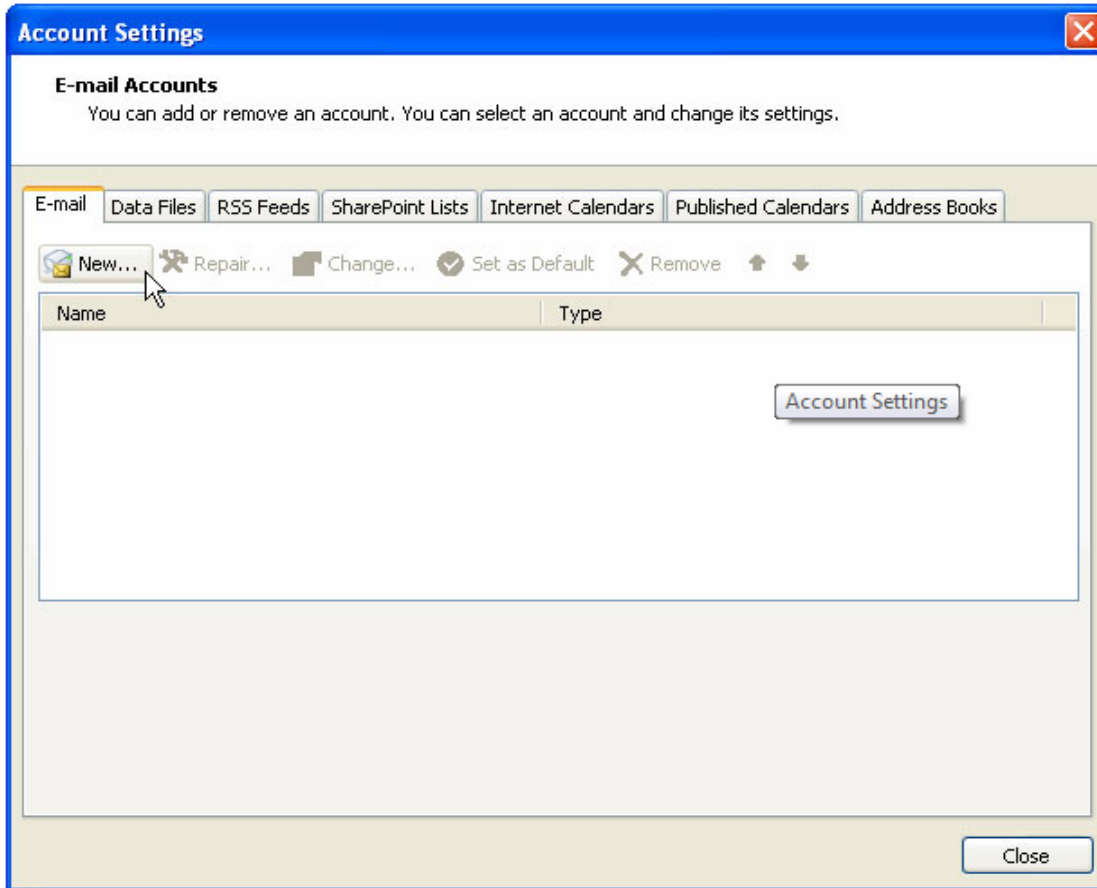 Account Settings
E-mail Accounts
You can add or remove an account. You can select an account and change its settings.
E-mail Data Files RSS Feeds SharePoint Lists Internet Calendars Published Calendars Address Books
New... Repair... Change... Set as Default Remove
Name Type
Account Settings
Close